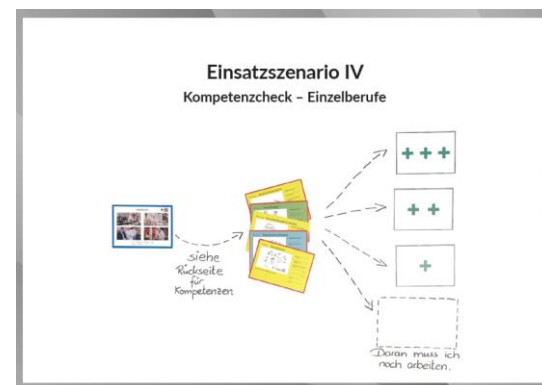 Einsatzszenario IV
Kompetenzcheck – Einzelberufe
+ + +
+ +
+
siehe
Rückseite
für
Kompetenzen
Daran muss ich
noch arbeiten.